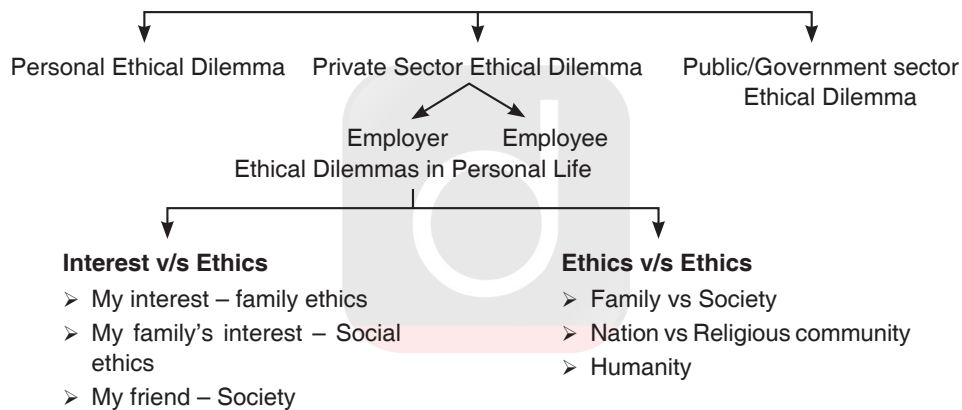 Personal Ethical Dilemma Private Sector Ethical Dilemma Public/Government sector
Ethical Dilemma
Employer Employee
Ethical Dilemmas in Personal Life
Interest v/s Ethics
➢ My interest – family ethics
➢ My family's interest – Social
ethics
➢ My friend – Society
Ethics v/s Ethics
➢ Family vs Society
➢ Nation vs Religious community
➢ Humanity